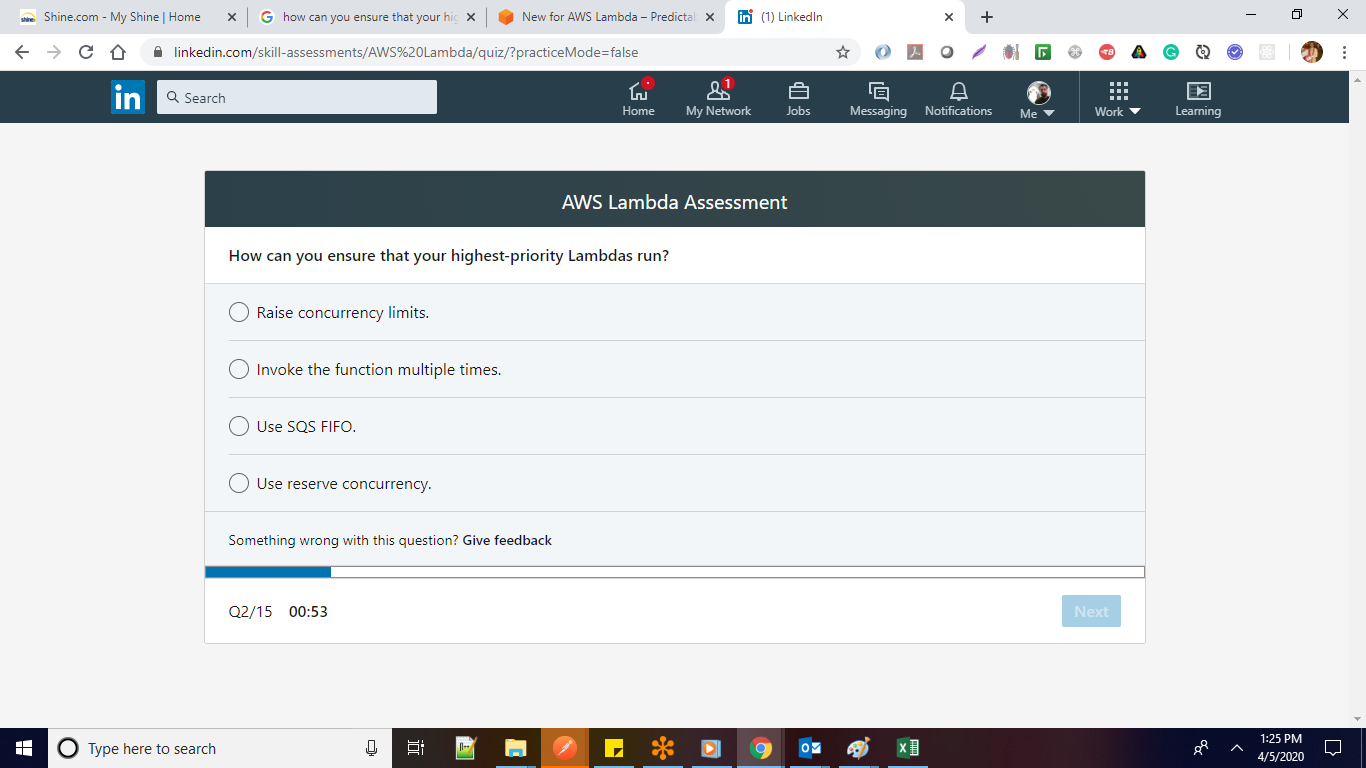 shine Shine.com - My Shine | Home
how can you ensure that your hig
New for AWS Lambda – Predictal
(1) LinkedIn
linkedin.com/skill-assessments/AWS%20Lambda/quiz/?practiceMode=false
in
Search
Home
1
My Network
Jobs
Messaging
Notifications
Me
Work
Learning
AWS Lambda Assessment
How can you ensure that your highest-priority Lambdas run?
Raise concurrency limits.
Invoke the function multiple times.
Use SQS FIFO.
Use reserve concurrency.
Something wrong with this question? Give feedback
Q2/15 00:53
Next
Type here to search
1:25 PM
4/5/2020